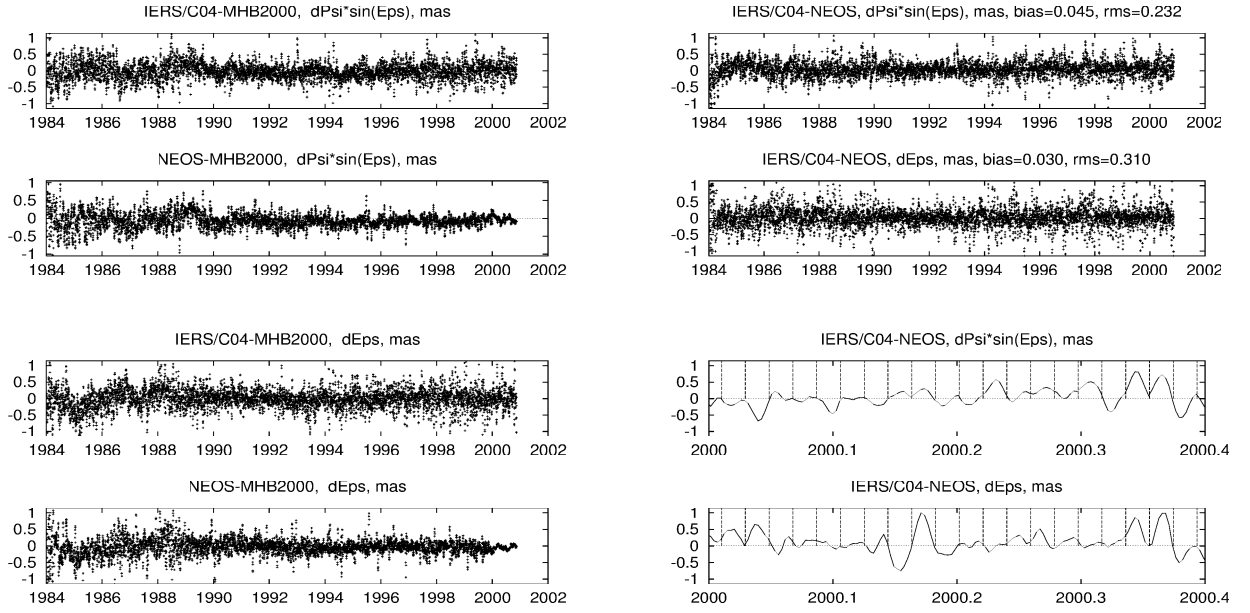 IERS/C04-MHB2000, dPsi*sin(Eps), mas
1
0.5
0
-0.5
-1
1984 1986 1988 1990 1992 1994 1996 1998 2000 2002
NEOS-MHB2000, dPsi*sin(Eps), mas
1
0.5
0
-0.5
-1
1984 1986 1988 1990 1992 1994 1996 1998 2000 2002
IERS/C04-MHB2000, dEps, mas
1
0.5
0
-0.5
-1
1984 1986 1988 1990 1992 1994 1996 1998 2000 2002
NEOS-MHB2000, dEps, mas
1
0.5
0
-0.5
-1
1984 1986 1988 1990 1992 1994 1996 1998 2000 2002
IERS/C04-NEOS, dPsi*sin(Eps), mas, bias=0.045, rms=0.232
1
0.5
0
-0.5
-1
1984 1986 1988 1990 1992 1994 1996 1998 2000 2002
IERS/C04-NEOS, dEps, mas, bias=0.030, rms=0.310
1
0.5
0
-0.5
-1
1984 1986 1988 1990 1992 1994 1996 1998 2000 2002
IERS/C04-NEOS, dPsi*sin(Eps), mas
1
0.5
0
-0.5
-1
2000 2000.1 2000.2 2000.3 2000.4
IERS/C04-NEOS, dEps, mas
1
0.5
0
-0.5
-1
2000 2000.1 2000.2 2000.3 2000.4